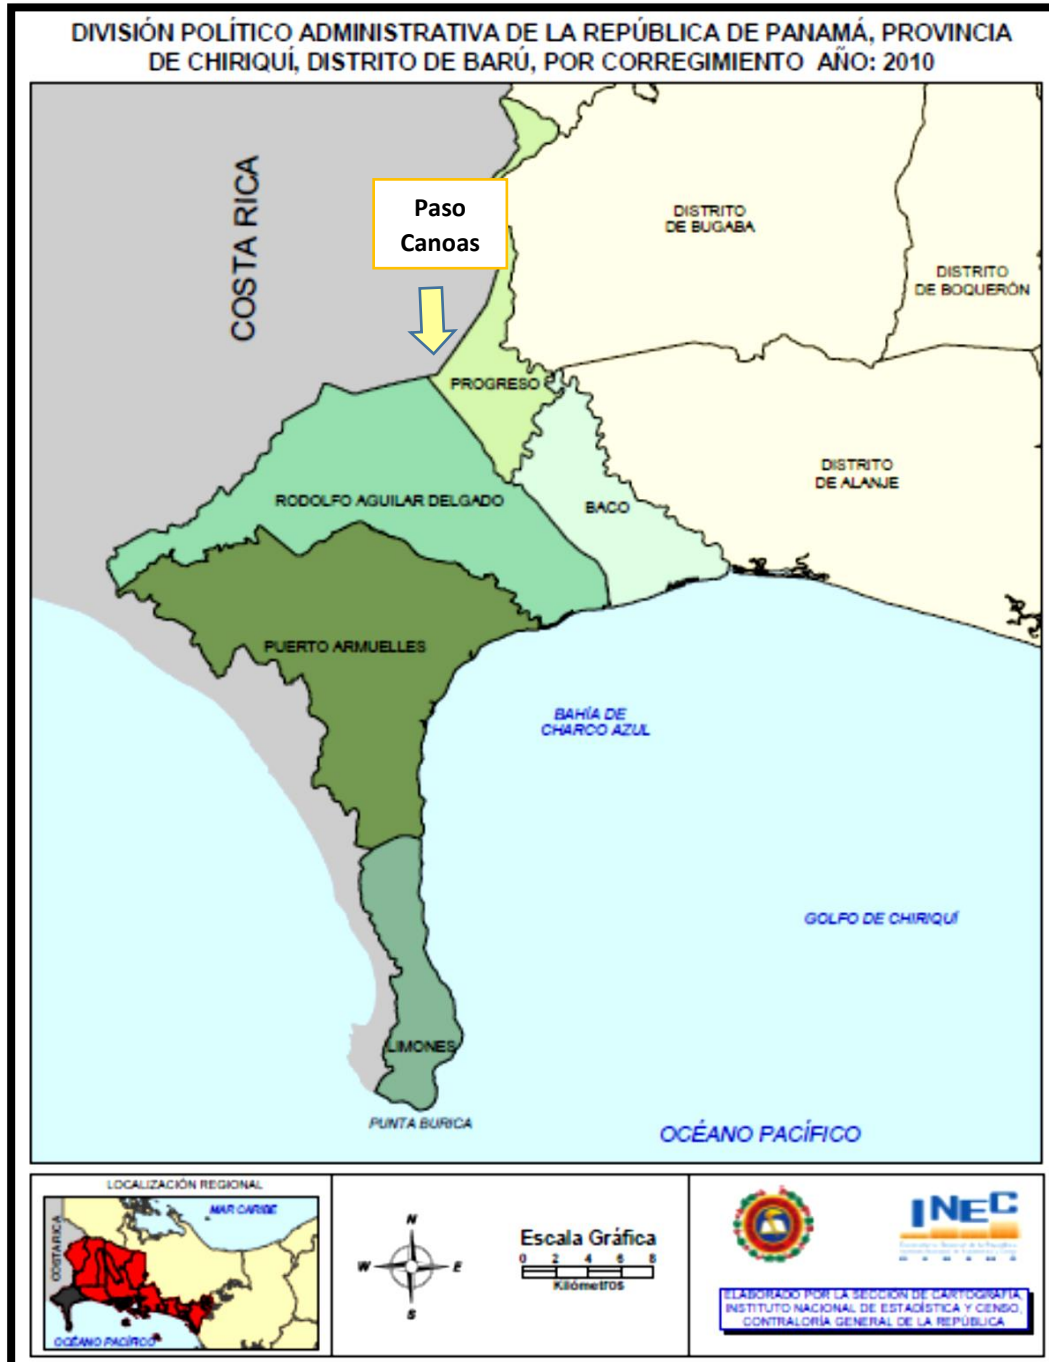 DIVISIÓN POLÍTICO ADMINISTRATIVA DE LA REPÚBLICA DE PANAMÁ, PROVINCIA
DE CHIRIQUÍ, DISTRITO DE BARÚ, POR CORREGIMIENTO AÑO: 2010
COSTA RICA
Paso
Canoas
DISTRITO
DE BUGABA
DISTRITO
DE BOQUERÓN
PROGRESO
DISTRITO
DE ALANJE
RODOLFO AGUILAR DELGADO
BACO
PUERTO ARMUELLES
BAHÍA DE
CHARCO AZUL
GOLFO DE CHIRIQUÍ
LIMONES
PUNTA BURICA
OCÉANO PACÍFICO
LOCALIZACIÓN REGIONAL
MAR CARIBE
COSTA RICA
OCÉANO PACÍFICO
N
W
E
S
Escala Gráfica
0 2 4 6 8
Kilómetros
INEC
ELABORADO POR LA SECCIÓN DE CARTOGRAFÍA,
INSTITUTO NACIONAL DE ESTADÍSTICA Y CENSO,
CONTRALORÍA GENERAL DE LA REPÚBLICA